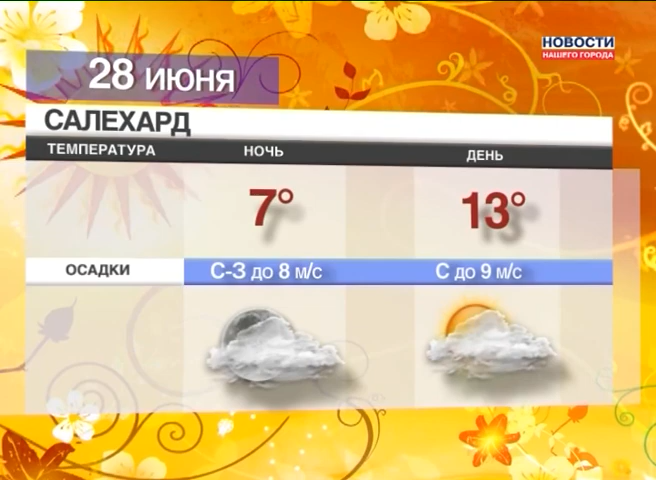 НОВОСТИ
НАШЕГО ГОРОДА
28 ИЮНЯ
САЛЕХАРД
ТЕМПЕРАТУРА НОЧЬ ДЕНЬ
7° 13°
ОСАДКИ С-З ДО 8 М/С С ДО 9 М/С